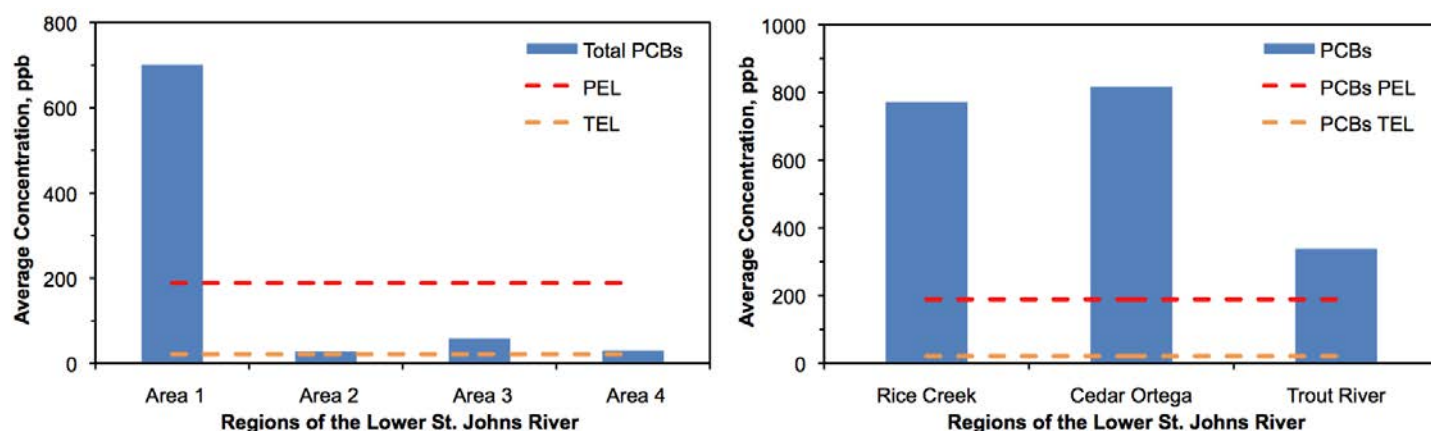 Average Concentration, ppb
800
600
400
200
0
Total PCBs
PEL
TEL
Area 1 Area 2 Area 3 Area 4
Regions of the Lower St. Johns River
Average Concentration, ppb
1000
800
600
400
200
0
PCBs
PCBs PEL
PCBs TEL
Rice Creek Cedar Ortega Trout River
Regions of the Lower St. Johns River